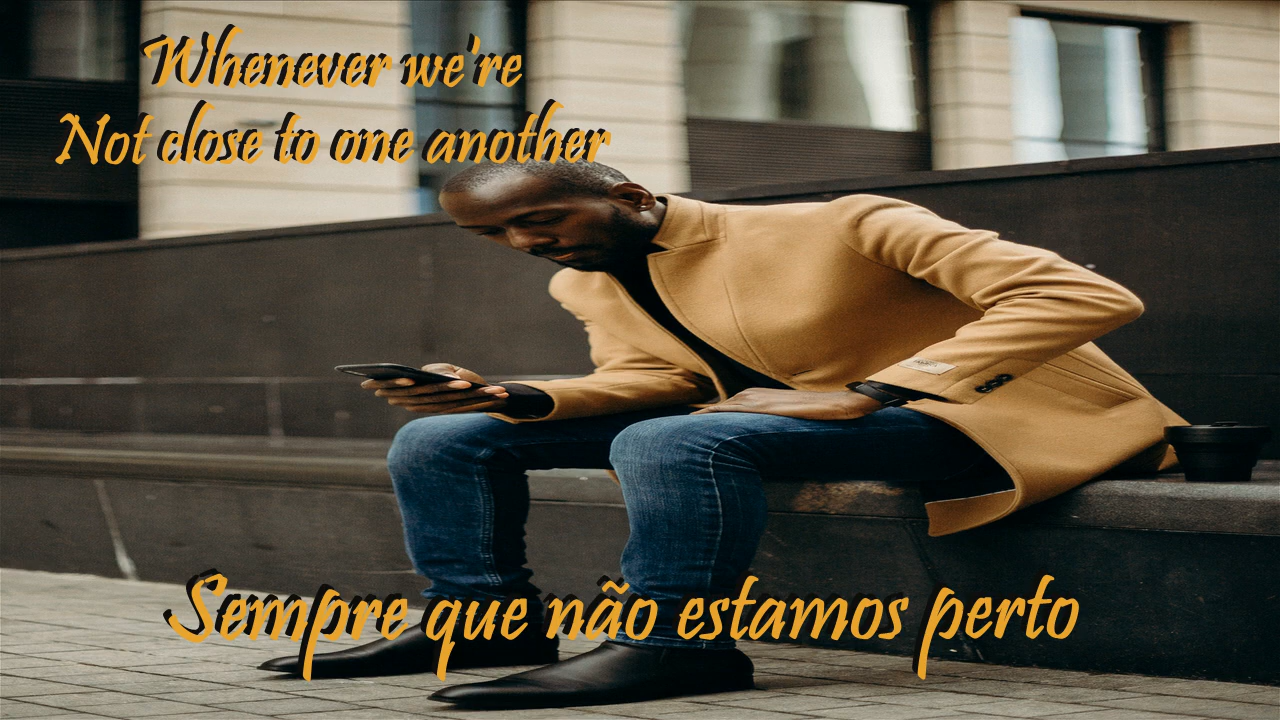 Whenever we're
Not close to one another
Sempre que não estamos perto